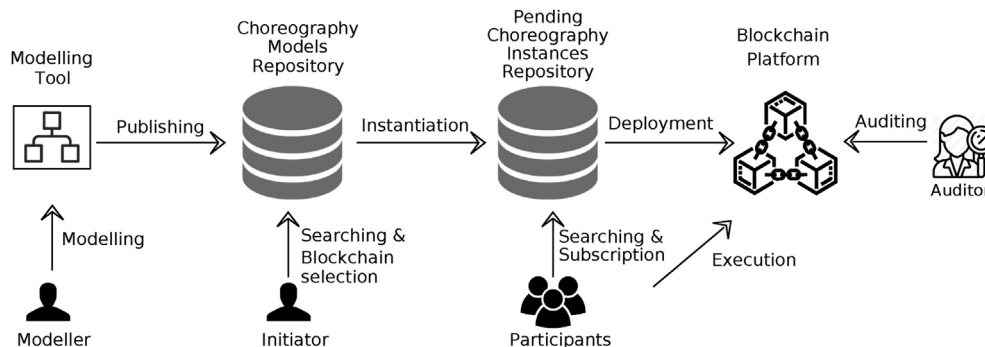 Modelling
Tool
Choreography
Models
Repository
Pending
Choreography
Instances
Repository
Blockchain
Platform
Publishing
Instantiation
Deployment
Auditing
Auditor
Modelling
Searching &
Blockchain
selection
Searching &
Subscription
Execution
Modeller
Initiator
Participants